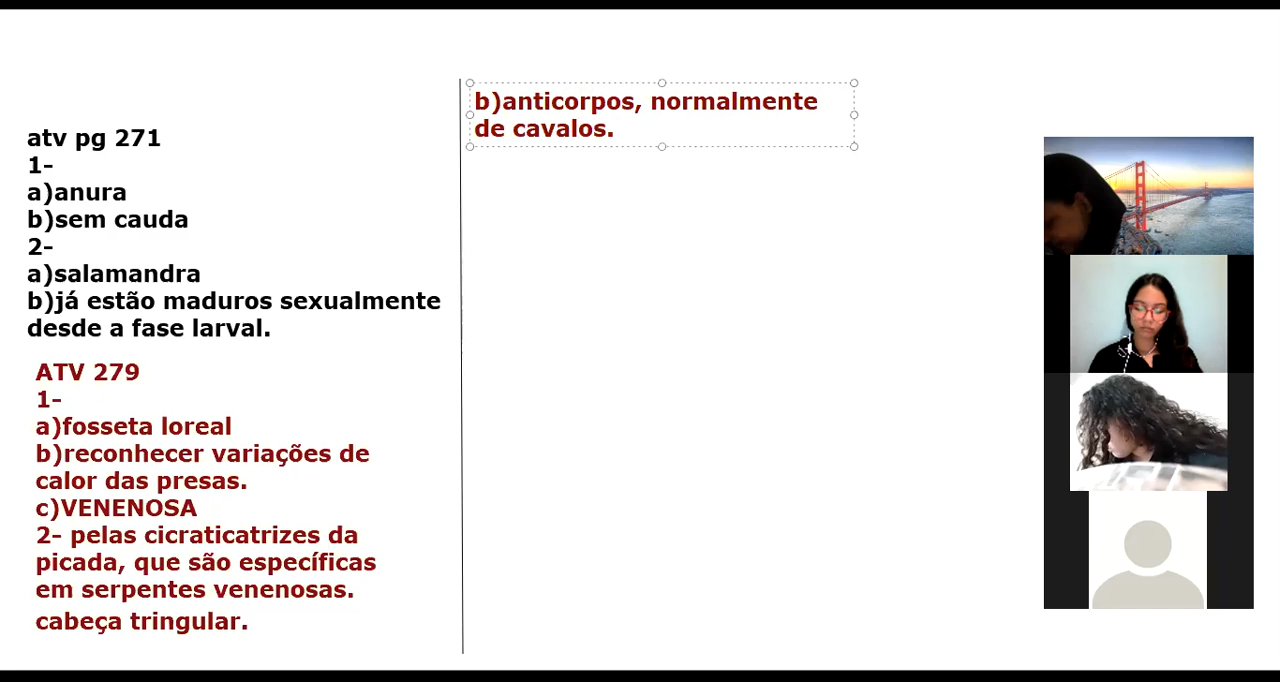 atv pg 271
1-
a)anura
b)sem cauda
2-
a)salamandra
b)já estão maduros sexualmente
desde a fase larval.
ATV 279
1-
a)fosseta loreal
b)reconhecer variações de
calor das presas.
c)VENENOSA
2- pelas cicraticatrizes da
picada, que são específicas
em serpentes venenosas.
cabeça tringular.
b)anticorpos, normalmente
de cavalos.